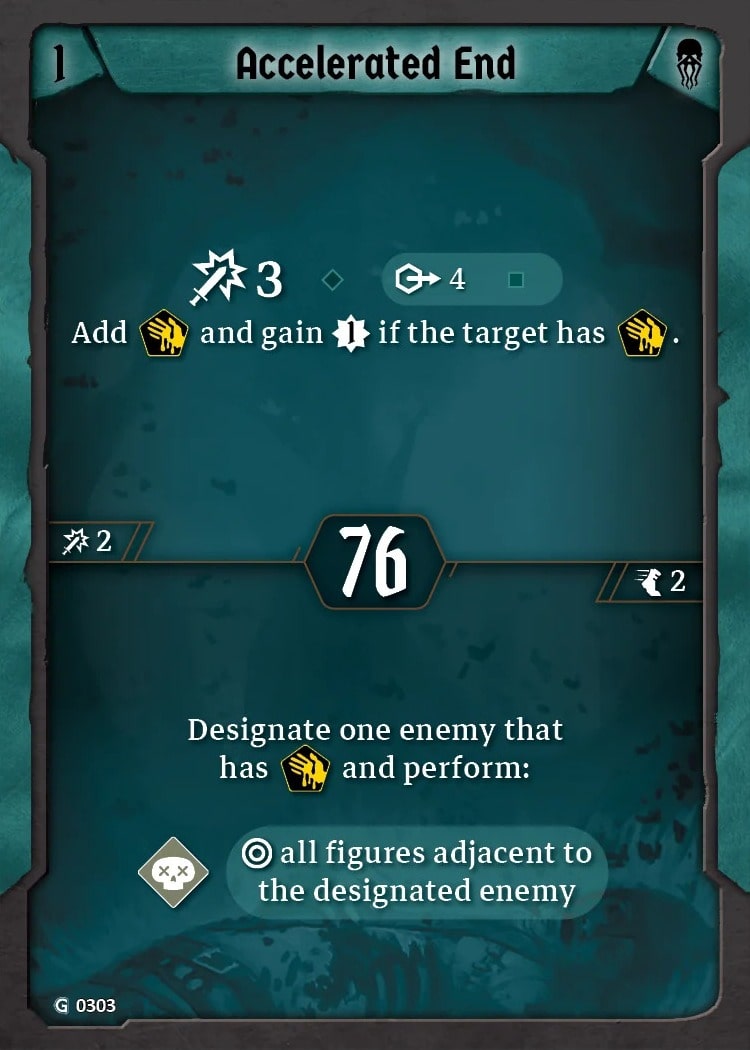 1 Accelerated End
3 4
Add and gain 1 if the target has .
2
76
2
Designate one enemy that
has and perform:
all figures adjacent to
the designated enemy
G 0303